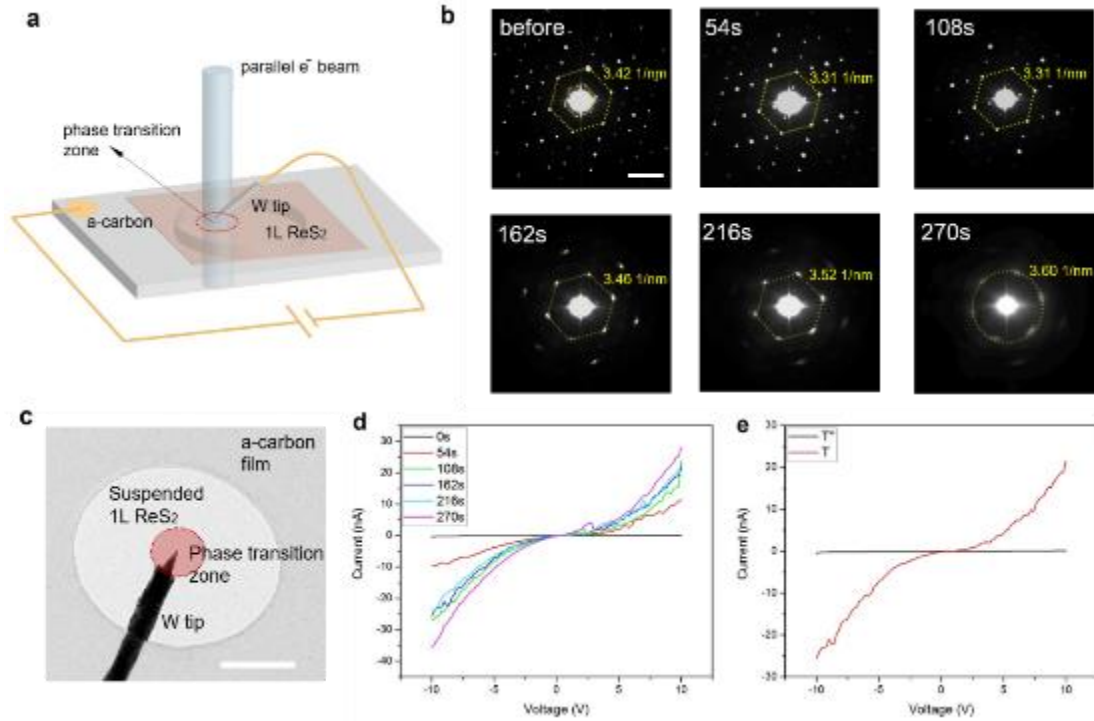 a
parallel e⁻ beam
phase transition
zone
W tip
a-carbon
1L ReS₂
b
before
3.42 1/nm
54s
3.31 1/nm
108s
3.31 1/nm
162s
3.46 1/nm
216s
3.52 1/nm
270s
3.60 1/nm
c
a-carbon
film
Suspended
1L ReS₂
Phase transition
zone
W tip
d
0s
54s
108s
162s
216s
270s
30
20
10
0
-10
-20
-30
-40
Current (nA)
-10
-5
0
5
10
Voltage (V)
e
T"
T
30
20
10
0
-10
-20
-30
Current (nA)
-10
-5
0
5
10
Voltage (V)